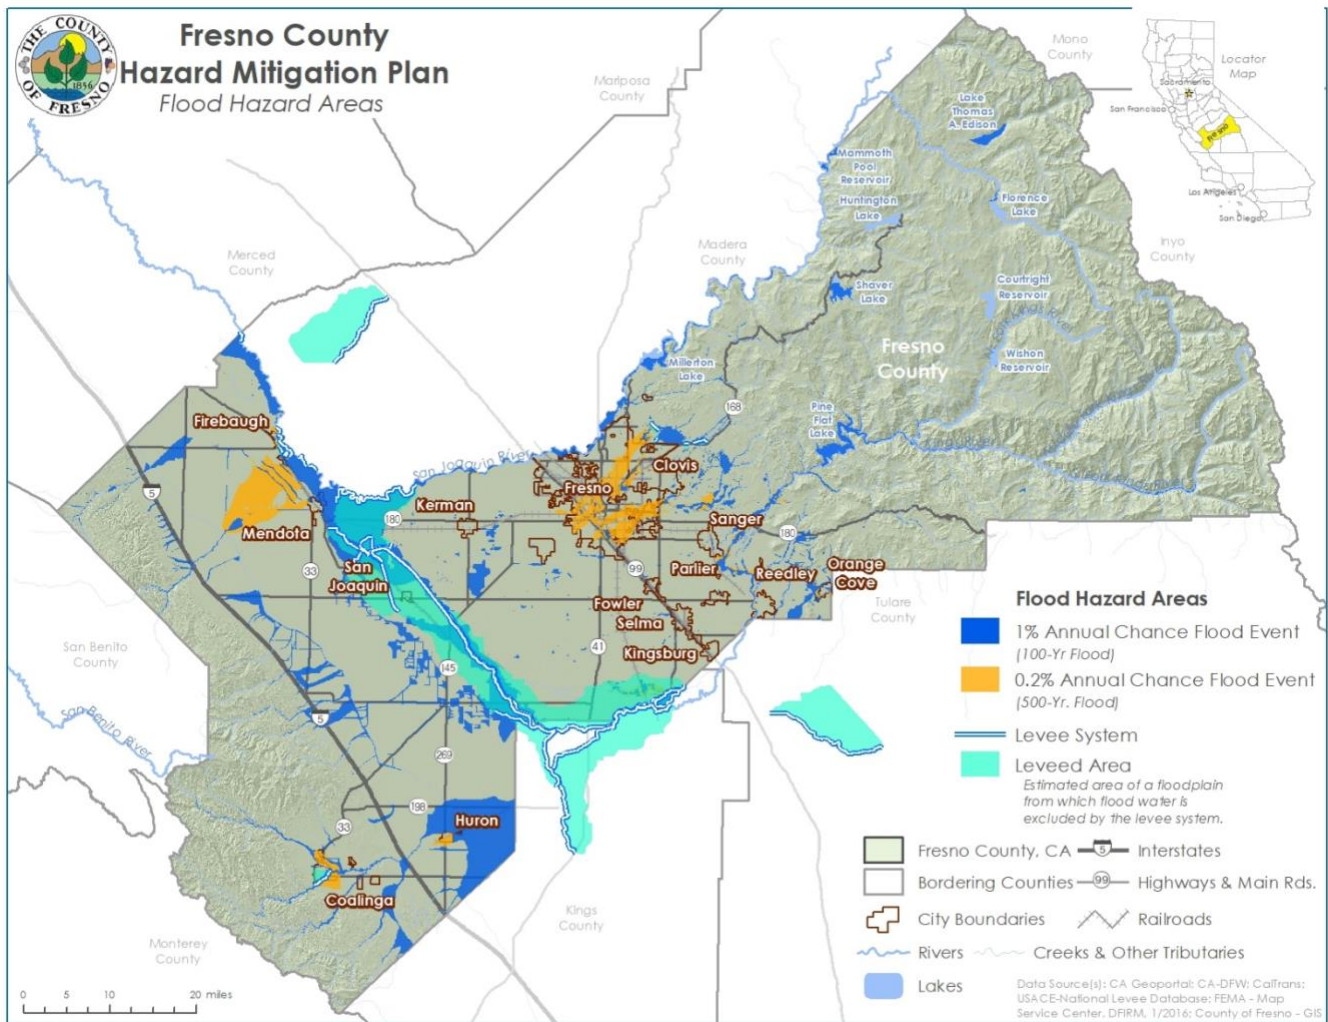 THE COUNTY
OF FRESNO
1856
Fresno County
Hazard Mitigation Plan
Flood Hazard Areas
Mono
County
Locator
Map
Sacramento
San Francisco
Fresno
Los Angeles
San Diego
Mariposa
County
Lake
Thomas
A. Edison
Mammoth
Pool
Reservoir
Huntington
Lake
Florence
Lake
Inyo
County
Merced
County
Madera
County
Shaver
Lake
Courtright
Reservoir
Fresno
County
Wishon
Reservoir
Millerton
Lake
168
Pine
Flat
Lake
Firebaugh
5
San Joaquin River
Clovis
Fresno
Kerman
Mendota
180
Sanger
180
33
San
Joaquin
99
Parlier
Reedley
Orange
Cove
Tulare
County
Fowler
Selma
41
Kingsburg
145
San Benito
County
San Benito River
5
269
198
Huron
33
Coalinga
Kings
County
Monterey
County
0 5 10 20 miles
Flood Hazard Areas
1% Annual Chance Flood Event
(100-Yr Flood)
0.2% Annual Chance Flood Event
(500-Yr. Flood)
Levee System
Leveed Area
Estimated area of a floodplain
from which flood water is
excluded by the levee system.
Fresno County, CA 5 Interstates
Bordering Counties 99 Highways & Main Rds.
City Boundaries Railroads
Rivers Creeks & Other Tributaries
Lakes
Data Source(s): CA Geoportal; CA-DFW; CalTrans;
USACE-National Levee Database; FEMA - Map
Service Center, DFIRM, 1/2016; County of Fresno - GIS